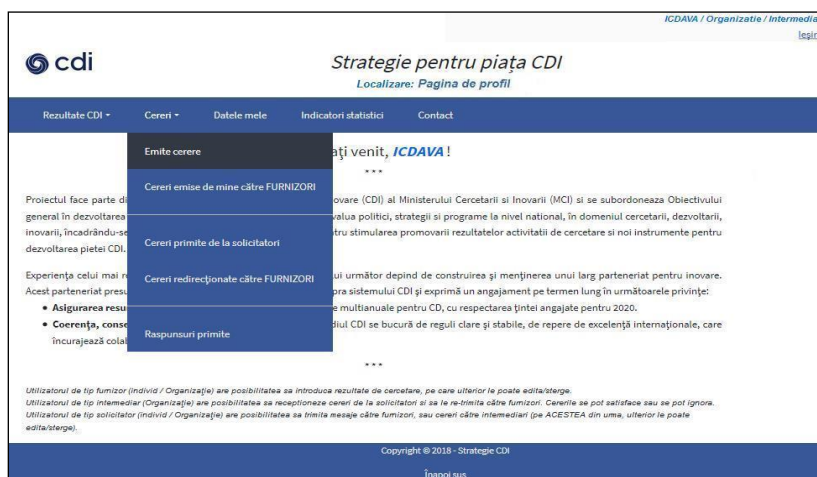 ICDAVA / Organizatie / Intermedia
Ieșir
cdi
Strategie pentru piața CDI
Localizare: Pagina de profil
Rezultate CDI Cereri Datele mele Indicatori statistici Contact
Emite cerere
ați venit, ICDAVA !
* * *
Cereri emise de mine către FURNIZORI
Proiectul face parte di ovare (CDI) al Ministerului Cercetarii si Inovarii (MCI) si se subordoneaza Obiectivului
general în dezvoltarea valua politici, strategii si programe la nivel national, în domeniul cercetarii, dezvoltarii,
inovarii, încadrându-se tru stimularea promovarii rezultatelor activitatii de cercetare si noi instrumente pentru
dezvoltarea pietei CDI.
Cereri primite de la solicitatori
Cereri redirecționate către FURNIZORI
Experiența celui mai r ui următor depind de construirea și menținerea unui larg parteneriat pentru inovare.
Acest parteneriat presu pra sistemului CDI și exprimă un angajament pe termen lung în următoarele privințe:
• Asigurarea resu e multianuale pentru CD, cu respectarea țintei angajate pentru 2020.
• Coerența, conse diul CDI se bucură de reguli clare și stabile, de repere de excelență internaționale, care
încurajează colal
Raspunsuri primite
* * *
Utilizatorul de tip furnizor (individ / Organizație) are posibilitatea sa introduca rezultate de cercetare, pe care ulterior le poate edita/sterge.
Utilizatorul de tip intermediar (Organizație) are posibilitatea sa receptioneze cereri de la solicitatori si sa le re-trimita către furnizori. Cererile se pot satisface sau se pot ignora.
Utilizatorul de tip solicitator (individ / Organizație) are posibilitatea sa trimita mesaje către furnizori, sau cereri către intermediari (pe ACESTEA din uma, ulterior le poate
edita/sterge).
Copyright © 2018 - Strategie CDI
Înapoi sus